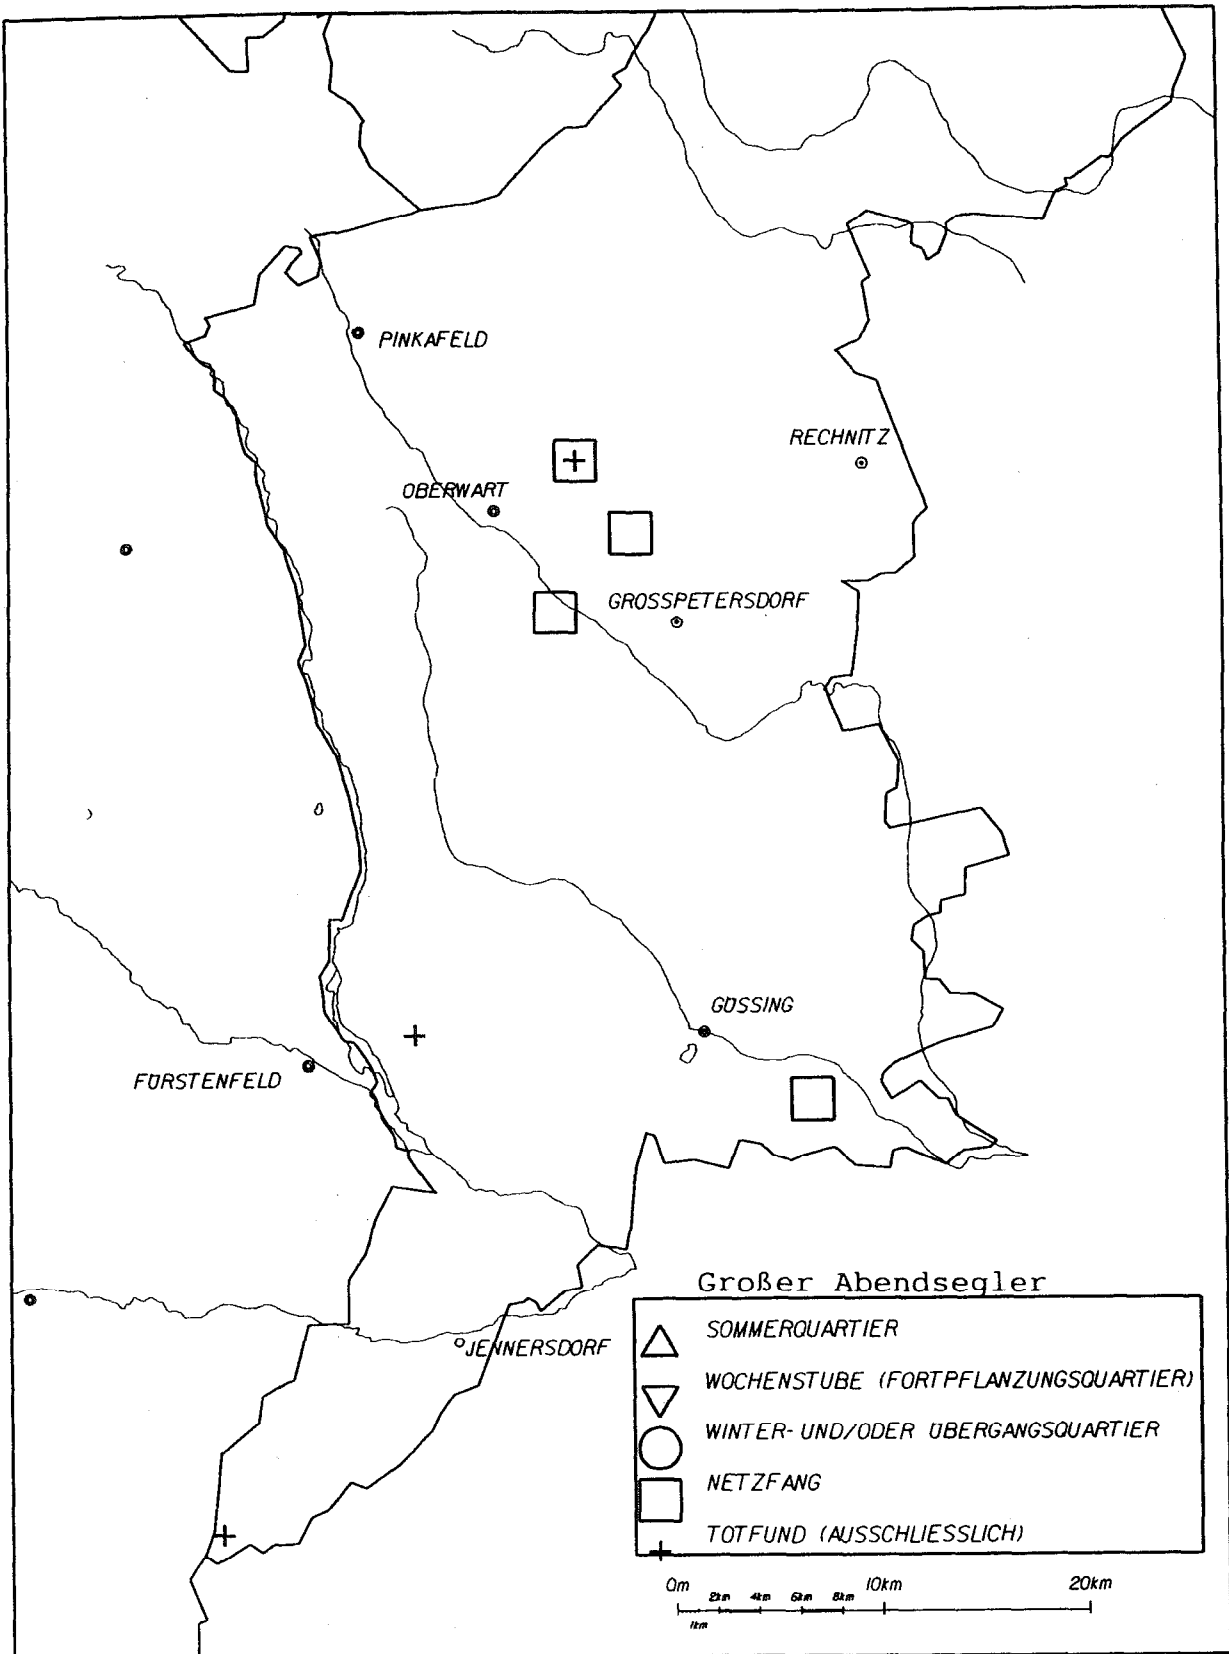 PINKAFELD
RECHNITZ
OBERWART
GROSSPETERSDORF
GÜSSING
FÜRSTENFELD
JENNERSDORF
Großer Abendsegler
SOMMERQUARTIER
WOCHENSTUBE (FORTPFLANZUNGSQUARTIER)
WINTER- UND/ODER ÜBERGANGSQUARTIER
NETZFANG
TOTFUND (AUSSCHLIESSLICH)
0m 10km 20km
2km 4km 6km 8km
1km